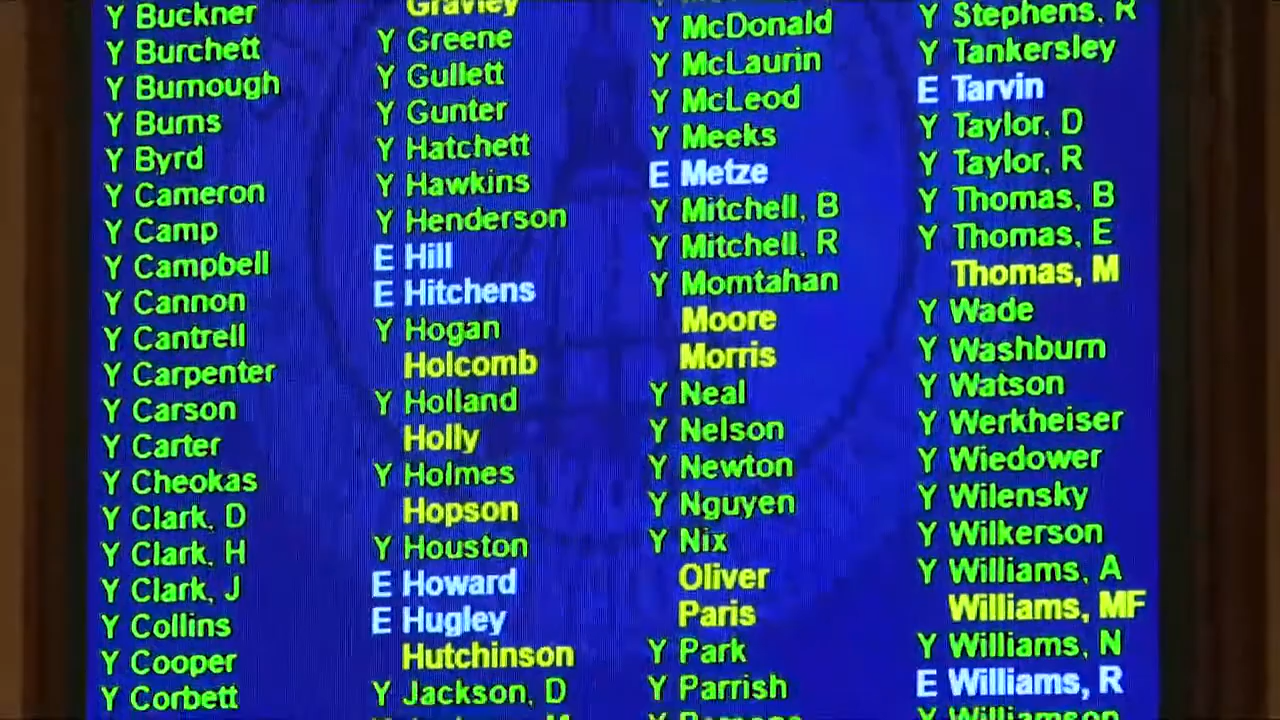 Y Buckner
Y Burchett
Y Burnough
Y Burns
Y Byrd
Y Cameron
Y Camp
Y Campbell
Y Cannon
Y Cantrell
Y Carpenter
Y Carson
Y Carter
Y Cheokas
Y Clark, D
Y Clark, H
Y Clark, J
Y Collins
Y Cooper
Y Corbett
Gravley
Y Greene
Y Gullett
Y Gunter
Y Hatchett
Y Hawkins
Y Henderson
E Hill
E Hitchens
Y Hogan
Holcomb
Y Holland
Holly
Y Holmes
Hopson
Y Houston
E Howard
E Hugley
Hutchinson
Y Jackson, D
Y McDonald
Y McLaurin
Y McLeod
Y Meeks
E Metze
Y Mitchell, B
Y Mitchell, R
Y Momtahan
Moore
Morris
Y Neal
Y Nelson
Y Newton
Y Nguyen
Y Nix
Oliver
Paris
Y Park
Y Parrish
Y Stephens, R
Y Tankersley
E Tarvin
Y Taylor, D
Y Taylor, R
Y Thomas, B
Y Thomas, E
Thomas, M
Y Wade
Y Washburn
Y Watson
Y Werkheiser
Y Wiedower
Y Wilensky
Y Wilkerson
Y Williams, A
Williams, MF
Y Williams, N
E Williams, R
Y Williamson